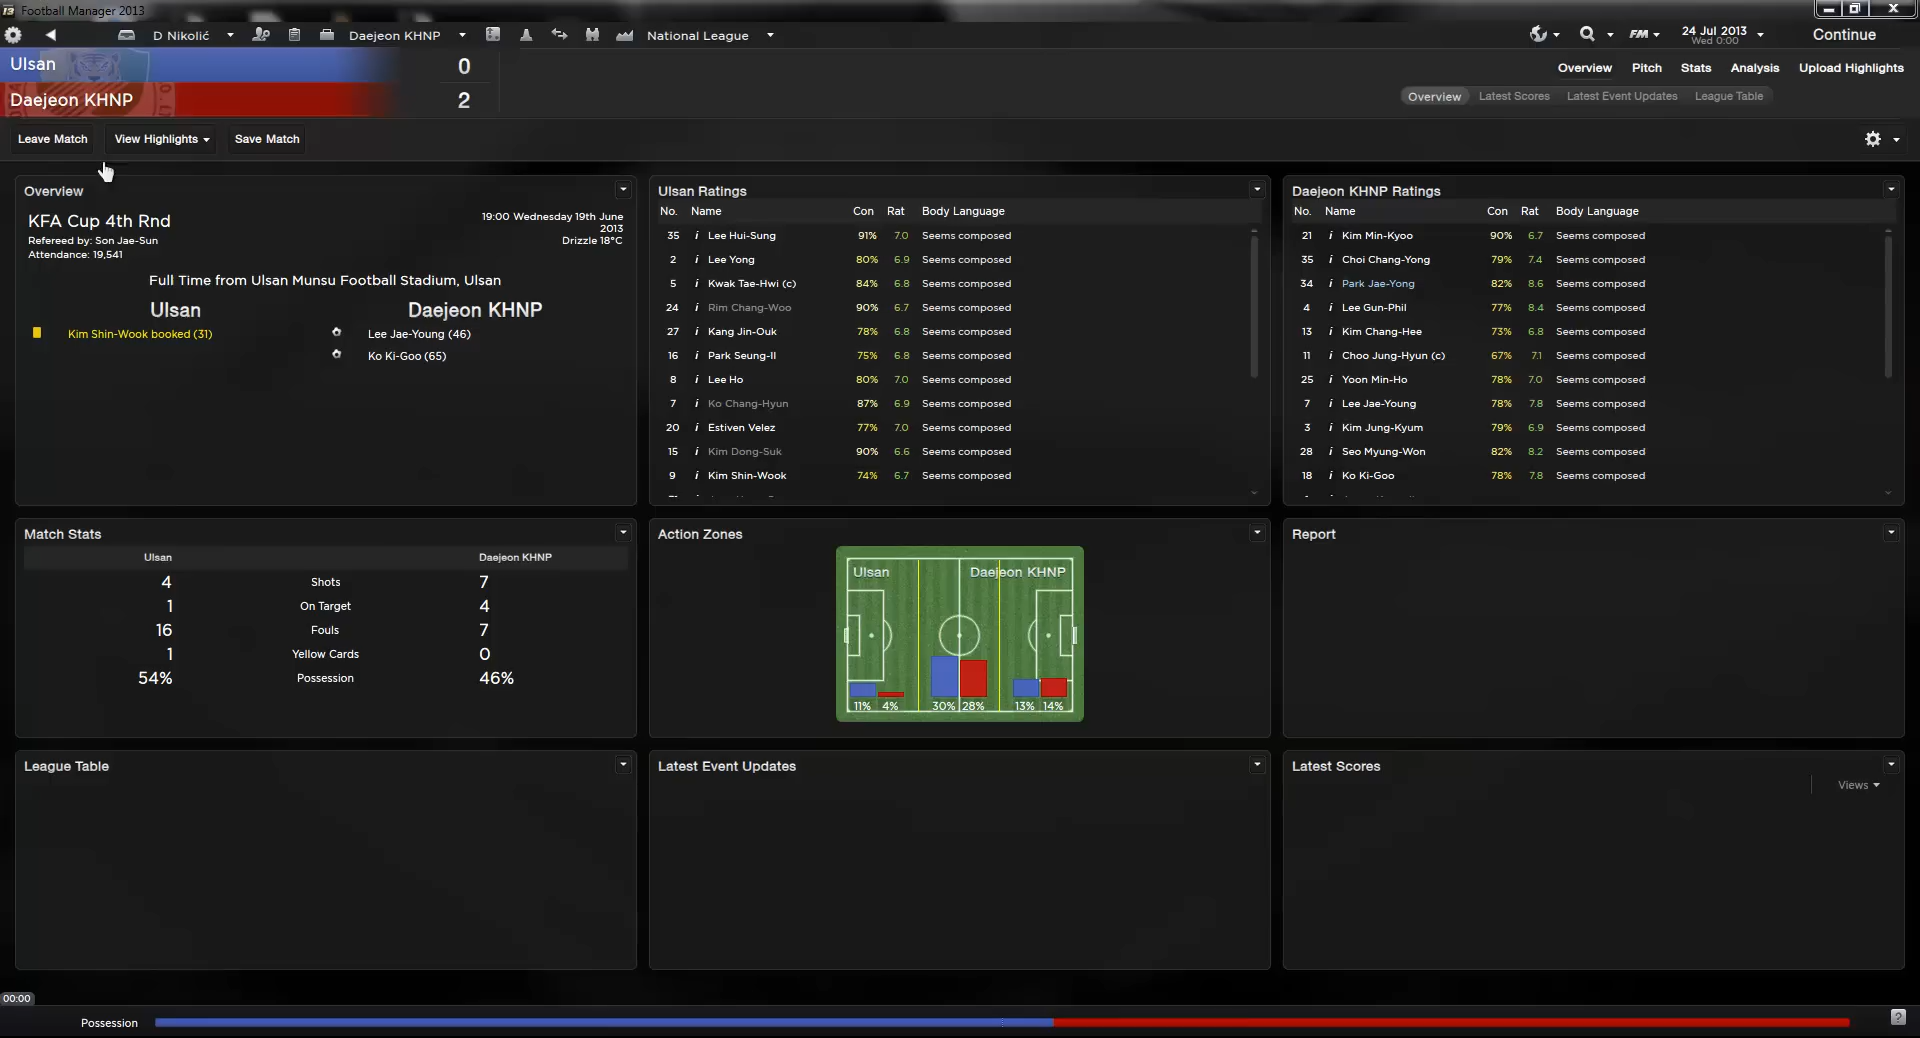 Football Manager 2013
D Nikolić
Daejeon KHNP
National League
FM
24 Jul 2013
Wed 0:00
Continue
Ulsan
0
Daejeon KHNP
2
Overview
Pitch
Stats
Analysis
Upload Highlights
Overview
Latest Scores
Latest Event Updates
League Table
Leave Match
View Highlights
Save Match
Overview
KFA Cup 4th Rnd
19:00 Wednesday 19th June
2013
Refereed by: Son Jae-Sun
Drizzle 18°C
Attendance: 19,541
Full Time from Ulsan Munsu Football Stadium, Ulsan
Ulsan
Daejeon KHNP
Kim Shin-Wook booked (31)
Lee Jae-Young (46)
Ko Ki-Goo (65)
Ulsan Ratings
No. Name Con Rat Body Language
35 i Lee Hui-Sung 91% 7.0 Seems composed
2 i Lee Yong 80% 6.9 Seems composed
5 i Kwak Tae-Hwi (c) 84% 6.8 Seems composed
24 i Rim Chang-Woo 90% 6.7 Seems composed
27 i Kang Jin-Ouk 78% 6.8 Seems composed
16 i Park Seung-Il 75% 6.8 Seems composed
8 i Lee Ho 80% 7.0 Seems composed
7 i Ko Chang-Hyun 87% 6.9 Seems composed
20 i Estiven Velez 77% 7.0 Seems composed
15 i Kim Dong-Suk 90% 6.6 Seems composed
9 i Kim Shin-Wook 74% 6.7 Seems composed
Daejeon KHNP Ratings
No. Name Con Rat Body Language
21 i Kim Min-Kyoo 90% 6.7 Seems composed
35 i Choi Chang-Yong 79% 7.4 Seems composed
34 i Park Jae-Yong 82% 8.6 Seems composed
4 i Lee Gun-Phil 77% 8.4 Seems composed
13 i Kim Chang-Hee 73% 6.8 Seems composed
11 i Choo Jung-Hyun (c) 67% 7.1 Seems composed
25 i Yoon Min-Ho 78% 7.0 Seems composed
7 i Lee Jae-Young 78% 7.8 Seems composed
3 i Kim Jung-Kyum 79% 6.9 Seems composed
28 i Seo Myung-Won 82% 8.2 Seems composed
18 i Ko Ki-Goo 78% 7.8 Seems composed
Match Stats
Ulsan Daejeon KHNP
4 Shots 7
1 On Target 4
16 Fouls 7
1 Yellow Cards 0
54% Possession 46%
Action Zones
Ulsan Daejeon KHNP
11% 4% 30% 28% 13% 14%
Report
League Table
Latest Event Updates
Latest Scores
Views
00:00
Possession
?